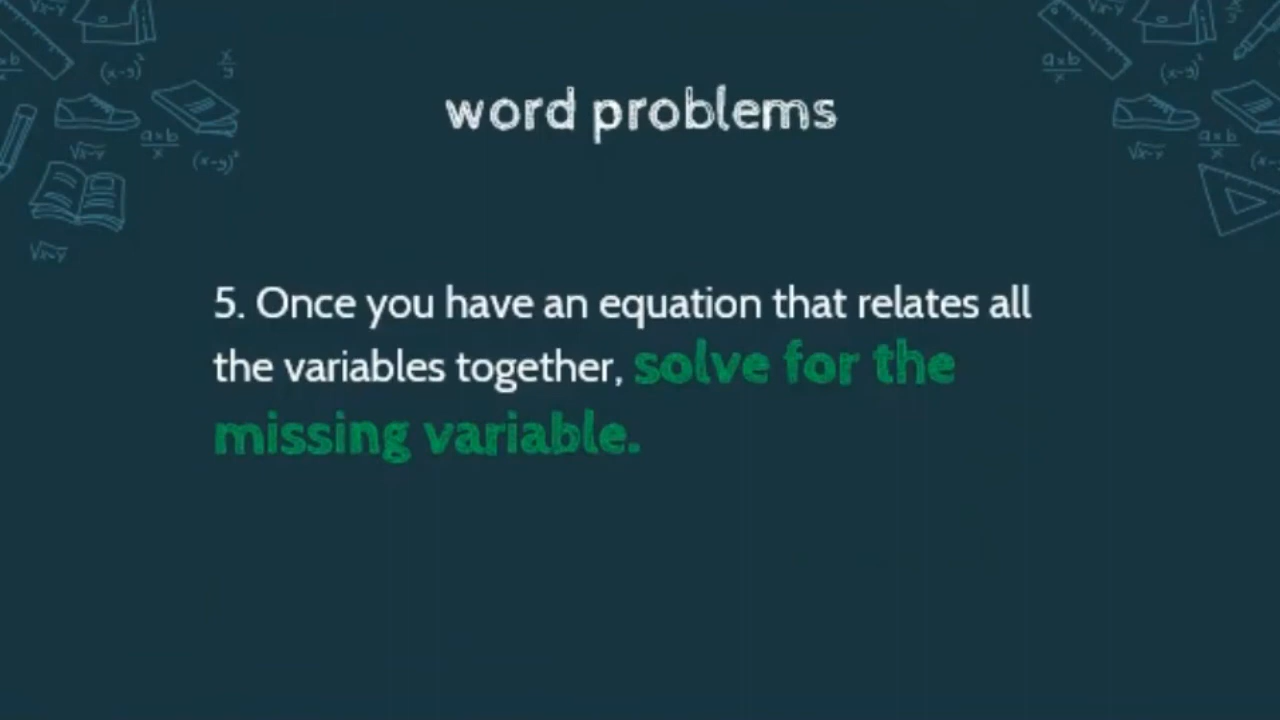 word problems
5. Once you have an equation that relates all
the variables together, solve for the
missing variable.